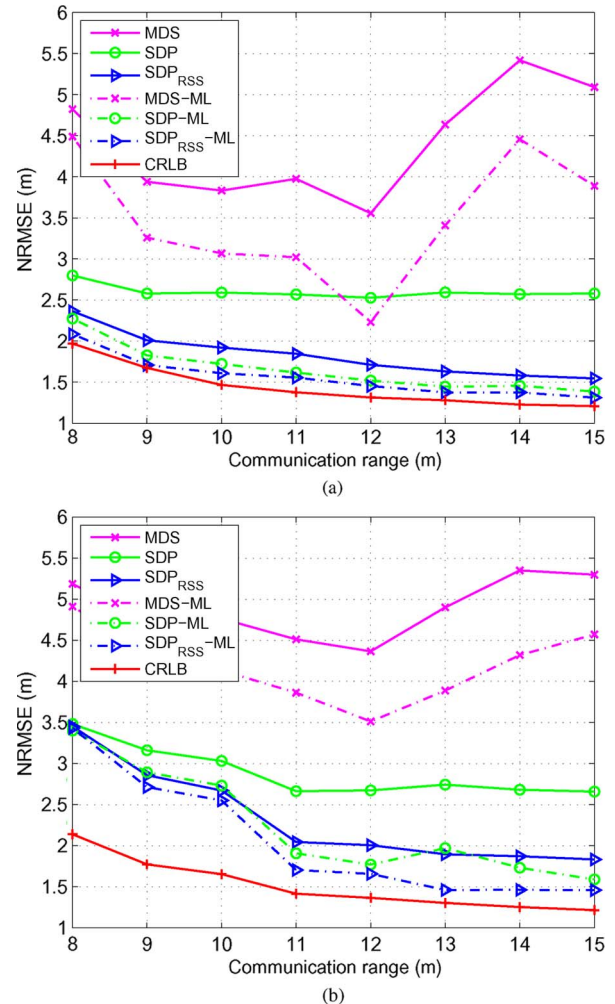 6
5.5
5
4.5
4
3.5
3
2.5
2
1.5
1
NRMSE (m)
MDS
SDP
SDP_RSS
MDS−ML
SDP−ML
SDP_RSS−ML
CRLB
8 9 10 11 12 13 14 15
Communication range (m)
(a)
6
5.5
5
4.5
4
3.5
3
2.5
2
1.5
1
NRMSE (m)
MDS
SDP
SDP_RSS
MDS−ML
SDP−ML
SDP_RSS−ML
CRLB
8 9 10 11 12 13 14 15
Communication range (m)
(b)